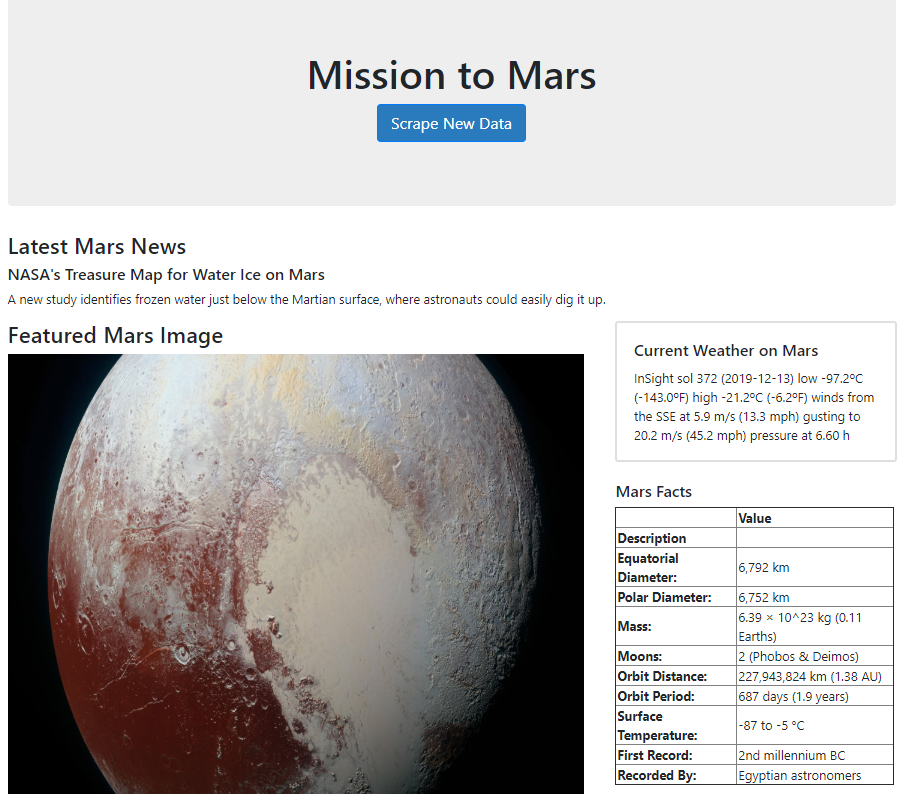 Mission to Mars
Scrape New Data
Latest Mars News
NASA's Treasure Map for Water Ice on Mars
A new study identifies frozen water just below the Martian surface, where astronauts could easily dig it up.
Featured Mars Image
Current Weather on Mars
InSight sol 372 (2019-12-13) low -97.2ºC
(-143.0ºF) high -21.2ºC (-6.2ºF) winds from
the SSE at 5.9 m/s (13.3 mph) gusting to
20.2 m/s (45.2 mph) pressure at 6.60 h
Mars Facts
Value
Description
Equatorial
Diameter:
6,792 km
Polar Diameter: 6,752 km
Mass:
6.39 × 10^23 kg (0.11
Earths)
Moons: 2 (Phobos & Deimos)
Orbit Distance: 227,943,824 km (1.38 AU)
Orbit Period: 687 days (1.9 years)
Surface
Temperature:
-87 to -5 °C
First Record: 2nd millennium BC
Recorded By: Egyptian astronomers